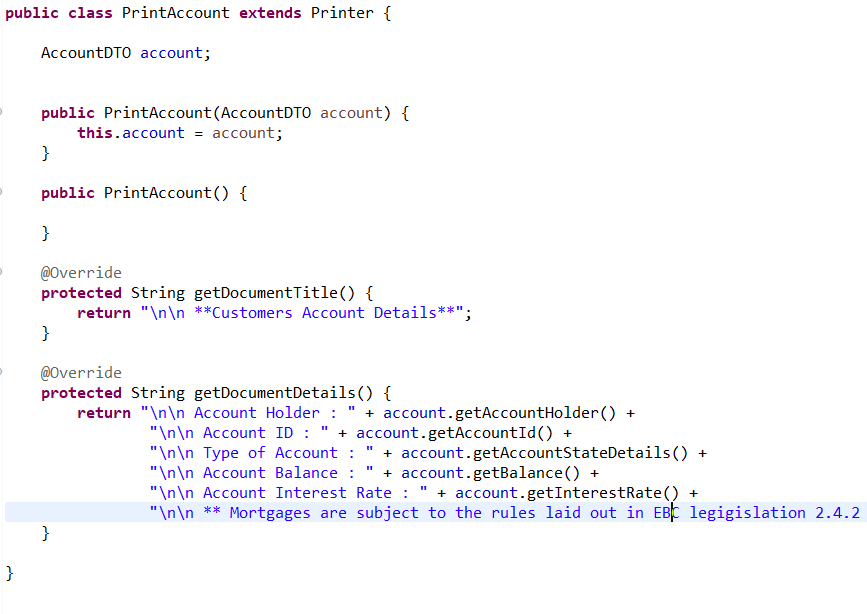 public class PrintAccount extends Printer {
AccountDTO account;
public PrintAccount(AccountDTO account) {
this.account = account;
}
public PrintAccount() {
}
@Override
protected String getDocumentTitle() {
return "\n\n **Customers Account Details**";
}
@Override
protected String getDocumentDetails() {
return "\n\n Account Holder : " + account.getAccountHolder() +
"\n\n Account ID : " + account.getAccountId() +
"\n\n Type of Account : " + account.getAccountStateDetails() +
"\n\n Account Balance : " + account.getBalance() +
"\n\n Account Interest Rate : " + account.getInterestRate() +
"\n\n ** Mortgages are subject to the rules laid out in EBC legigislation 2.4.2
}
}